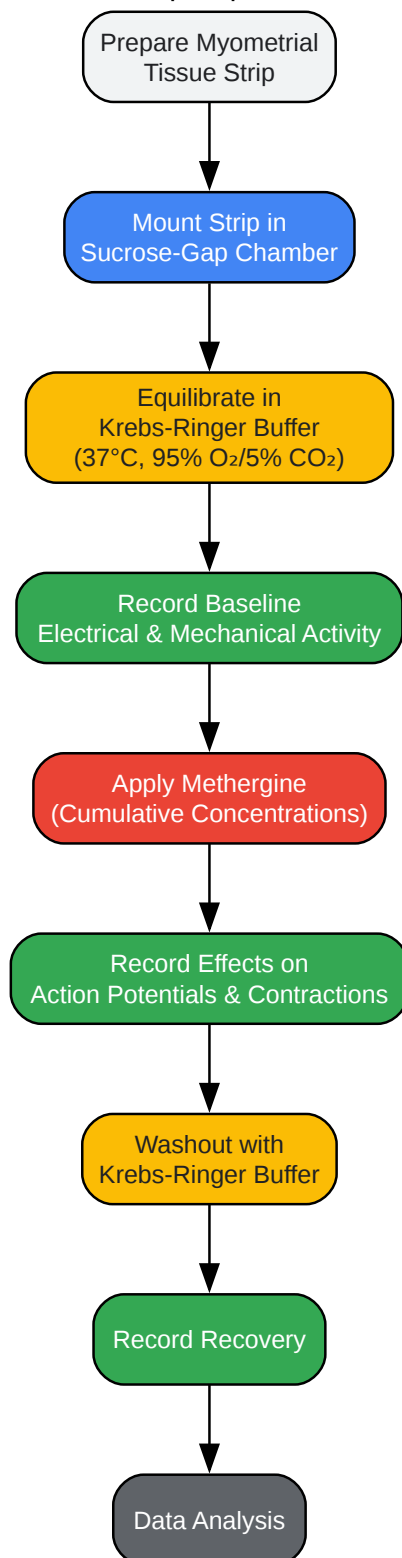 Prepare Myometrial
Tissue Strip
Mount Strip in
Sucrose-Gap Chamber
Equilibrate in
Krebs-Ringer Buffer
(37°C, 95% O₂/5% CO₂)
Record Baseline
Electrical & Mechanical Activity
Apply Methergine
(Cumulative Concentrations)
Record Effects on
Action Potentials & Contractions
Washout with
Krebs-Ringer Buffer
Record Recovery
Data Analysis